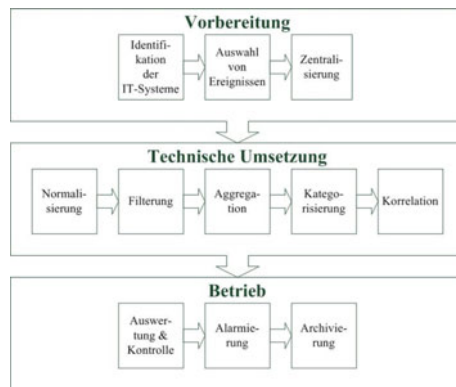 Vorbereitung
Identifi-
kation
der
IT-Systeme
Auswahl
von
Ereignissen
Zentrali-
sierung
Technische Umsetzung
Normali-
sierung
Filterung
Aggrega-
tion
Katego-
risierung
Korrelation
Betrieb
Auswer-
tung &
Kontrolle
Alarmie-
rung
Archivie-
rung